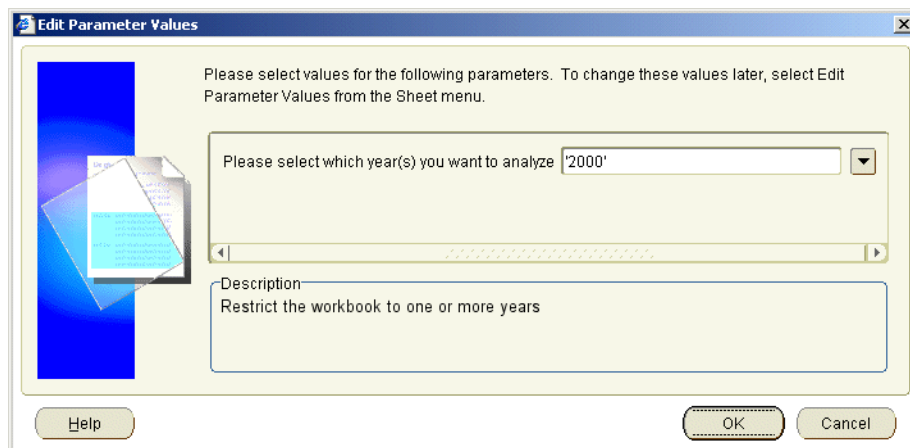 Edit Parameter Values
Please select values for the following parameters. To change these values later, select Edit
Parameter Values from the Sheet menu.
Please select which year(s) you want to analyze '2000'
Description
Restrict the workbook to one or more years
Help OK Cancel